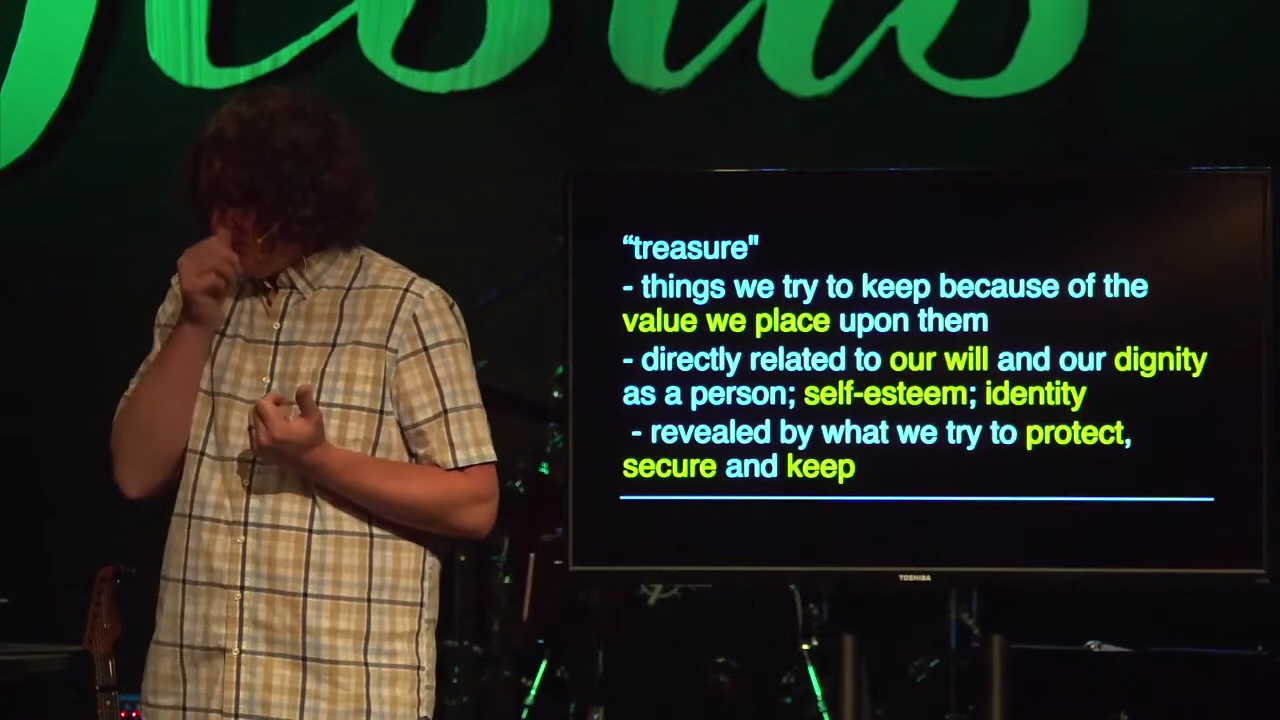 Jesus
“treasure"
- things we try to keep because of the
value we place upon them
- directly related to our will and our dignity
as a person; self-esteem; identity
- revealed by what we try to protect,
secure and keep
TOSHIBA